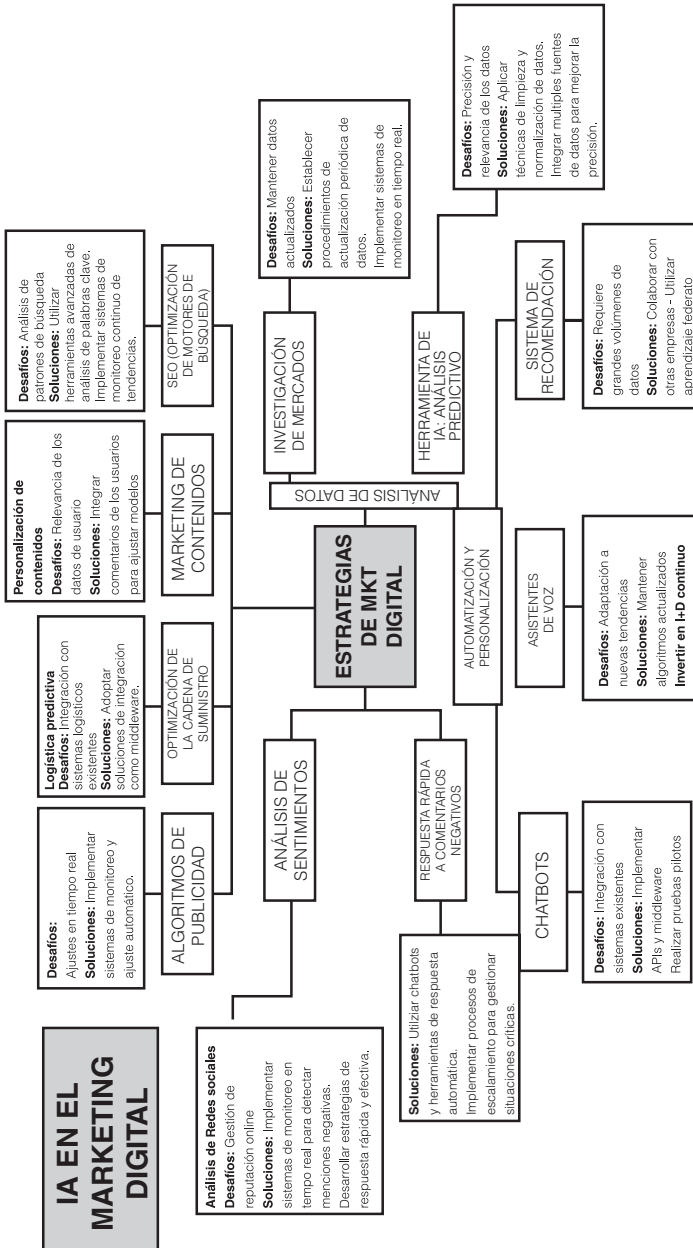 IA EN EL
MARKETING
DIGITAL
Desafíos:
Ajustes en tiempo real
Soluciones: Implementar
sistemas de monitoreo y
ajuste automático.
ALGORITMOS DE
PUBLICIDAD
Logística predictiva
Desafíos: Integración con
sistemas logísticos
existentes
Soluciones: Adoptar
soluciones de integración
como middleware.
OPTIMIZACIÓN DE
LA CADENA DE
SUMINISTRO
Personalización de
contenidos
Desafíos: Relevancia de los
datos de usuario
Soluciones: Integrar
comentarios de los usuarios
para ajustar modelos
MARKETING DE
CONTENIDOS
Desafíos: Análisis de
patrones de búsqueda
Soluciones: Utilizar
herramientas avanzadas de
análisis de palabras clave.
Implementar sistemas de
monitoreo continuo de
tendencias.
SEO (OPTIMIZACIÓN
DE MOTORES DE
BÚSQUEDA)
Análisis de Redes sociales
Desafíos: Gestión de
reputación online
Soluciones: Implementar
sistemas de monitoreo en
tempo real para detectar
menciones negativas.
Desarrollar estrategias de
respuesta rápida y efectiva.
ANÁLISIS DE
SENTIMIENTOS
ESTRATEGIAS
DE MKT
DIGITAL
ANÁLISIS DE DATOS
INVESTIGACIÓN
DE MERCADOS
Desafíos: Mantener datos
actualizados
Soluciones: Establecer
procedimientos de
actualización periódica de
datos.
Implementar sistemas de
monitoreo en tiempo real.
Soluciones: Utilziar chatbots
y herramientas de respuesta
automática.
Implementar procesos de
escalamiento para gestionar
situaciones críticas.
RESPUESTA RÁPIDA
A COMENTARIOS
NEGATIVOS
AUTOMATIZACIÓN Y
PERSONALIZACIÓN
HERRAMIENTA DE
IA: ANÁLISIS
PREDICTIVO
Desafíos: Precisión y
relevancia de los datos
Soluciones: Aplicar
técnicas de limpieza y
normalización de datos.
Integrar multiples fuentes
de datos para mejorar la
precisión.
CHATBOTS
Desafíos: Integración con
sistemas existentes
Soluciones: Implementar
APIs y middleware
Realizar pruebas pilotos
ASISTENTES
DE VOZ
Desafíos: Adaptación a
nuevas tendencias
Soluciones: Mantener
algoritmos actualizados
Invertir en I+D continuo
SISTEMA DE
RECOMENDACIÓN
Desafíos: Requiere
grandes volúmenes de
datos
Soluciones: Colaborar con
otras empresas - Utilizar
aprendizaje federato